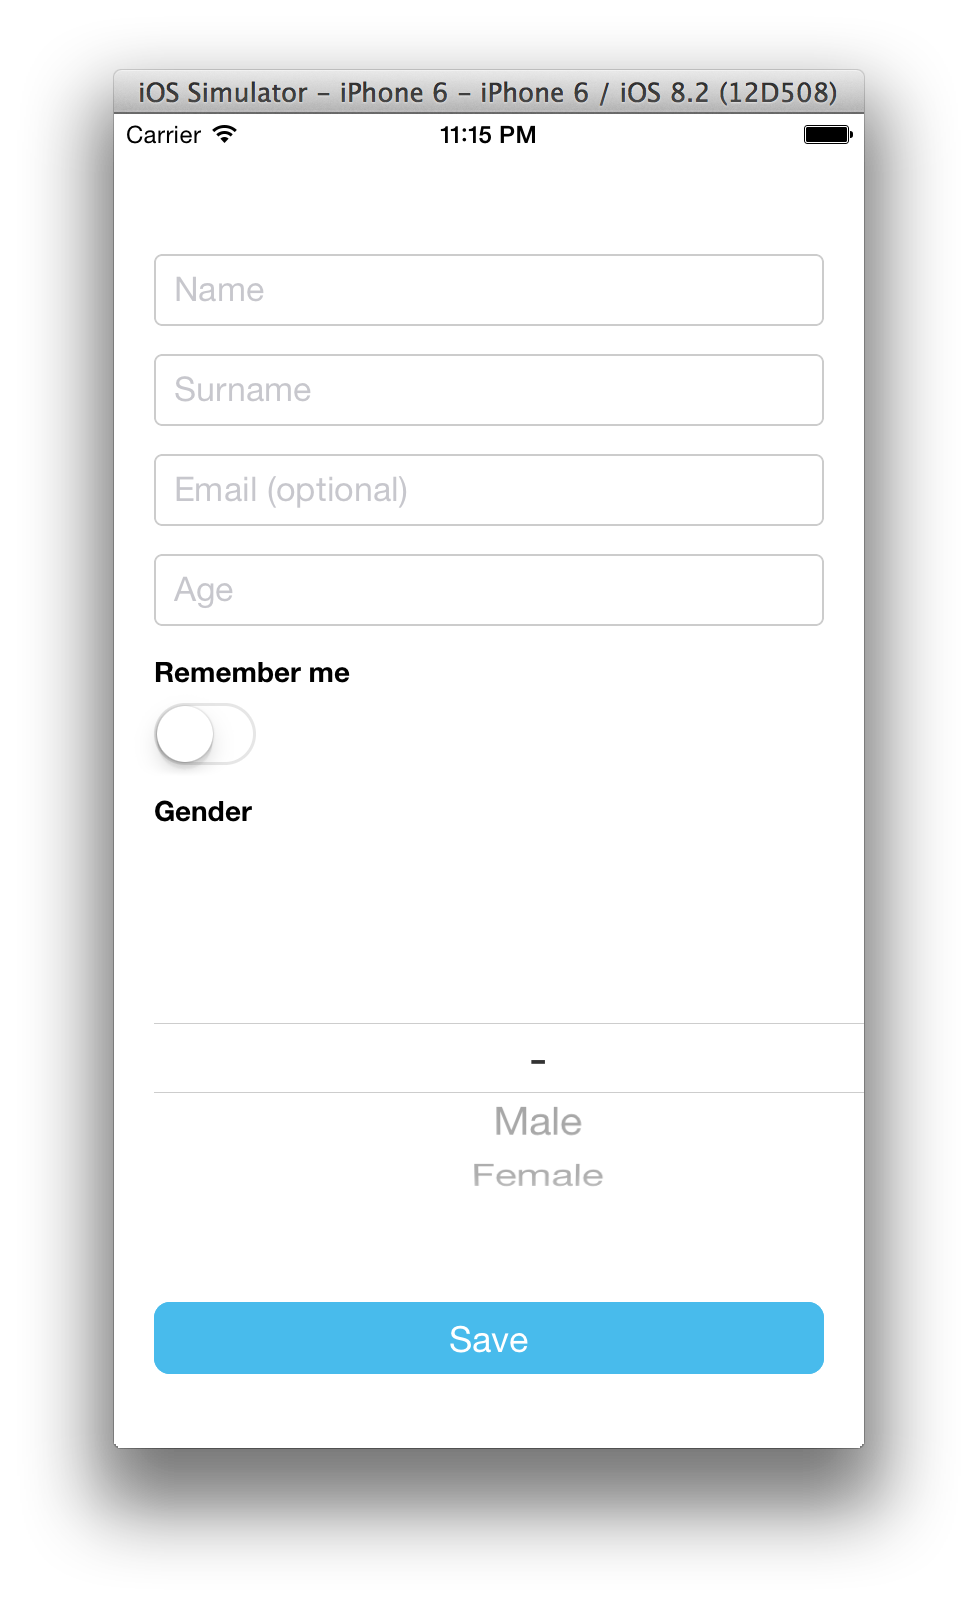 iOS Simulator – iPhone 6 – iPhone 6 / iOS 8.2 (12D508)
Carrier 11:15 PM
Name
Surname
Email (optional)
Age
Remember me
Gender
-
Male
Female
Save